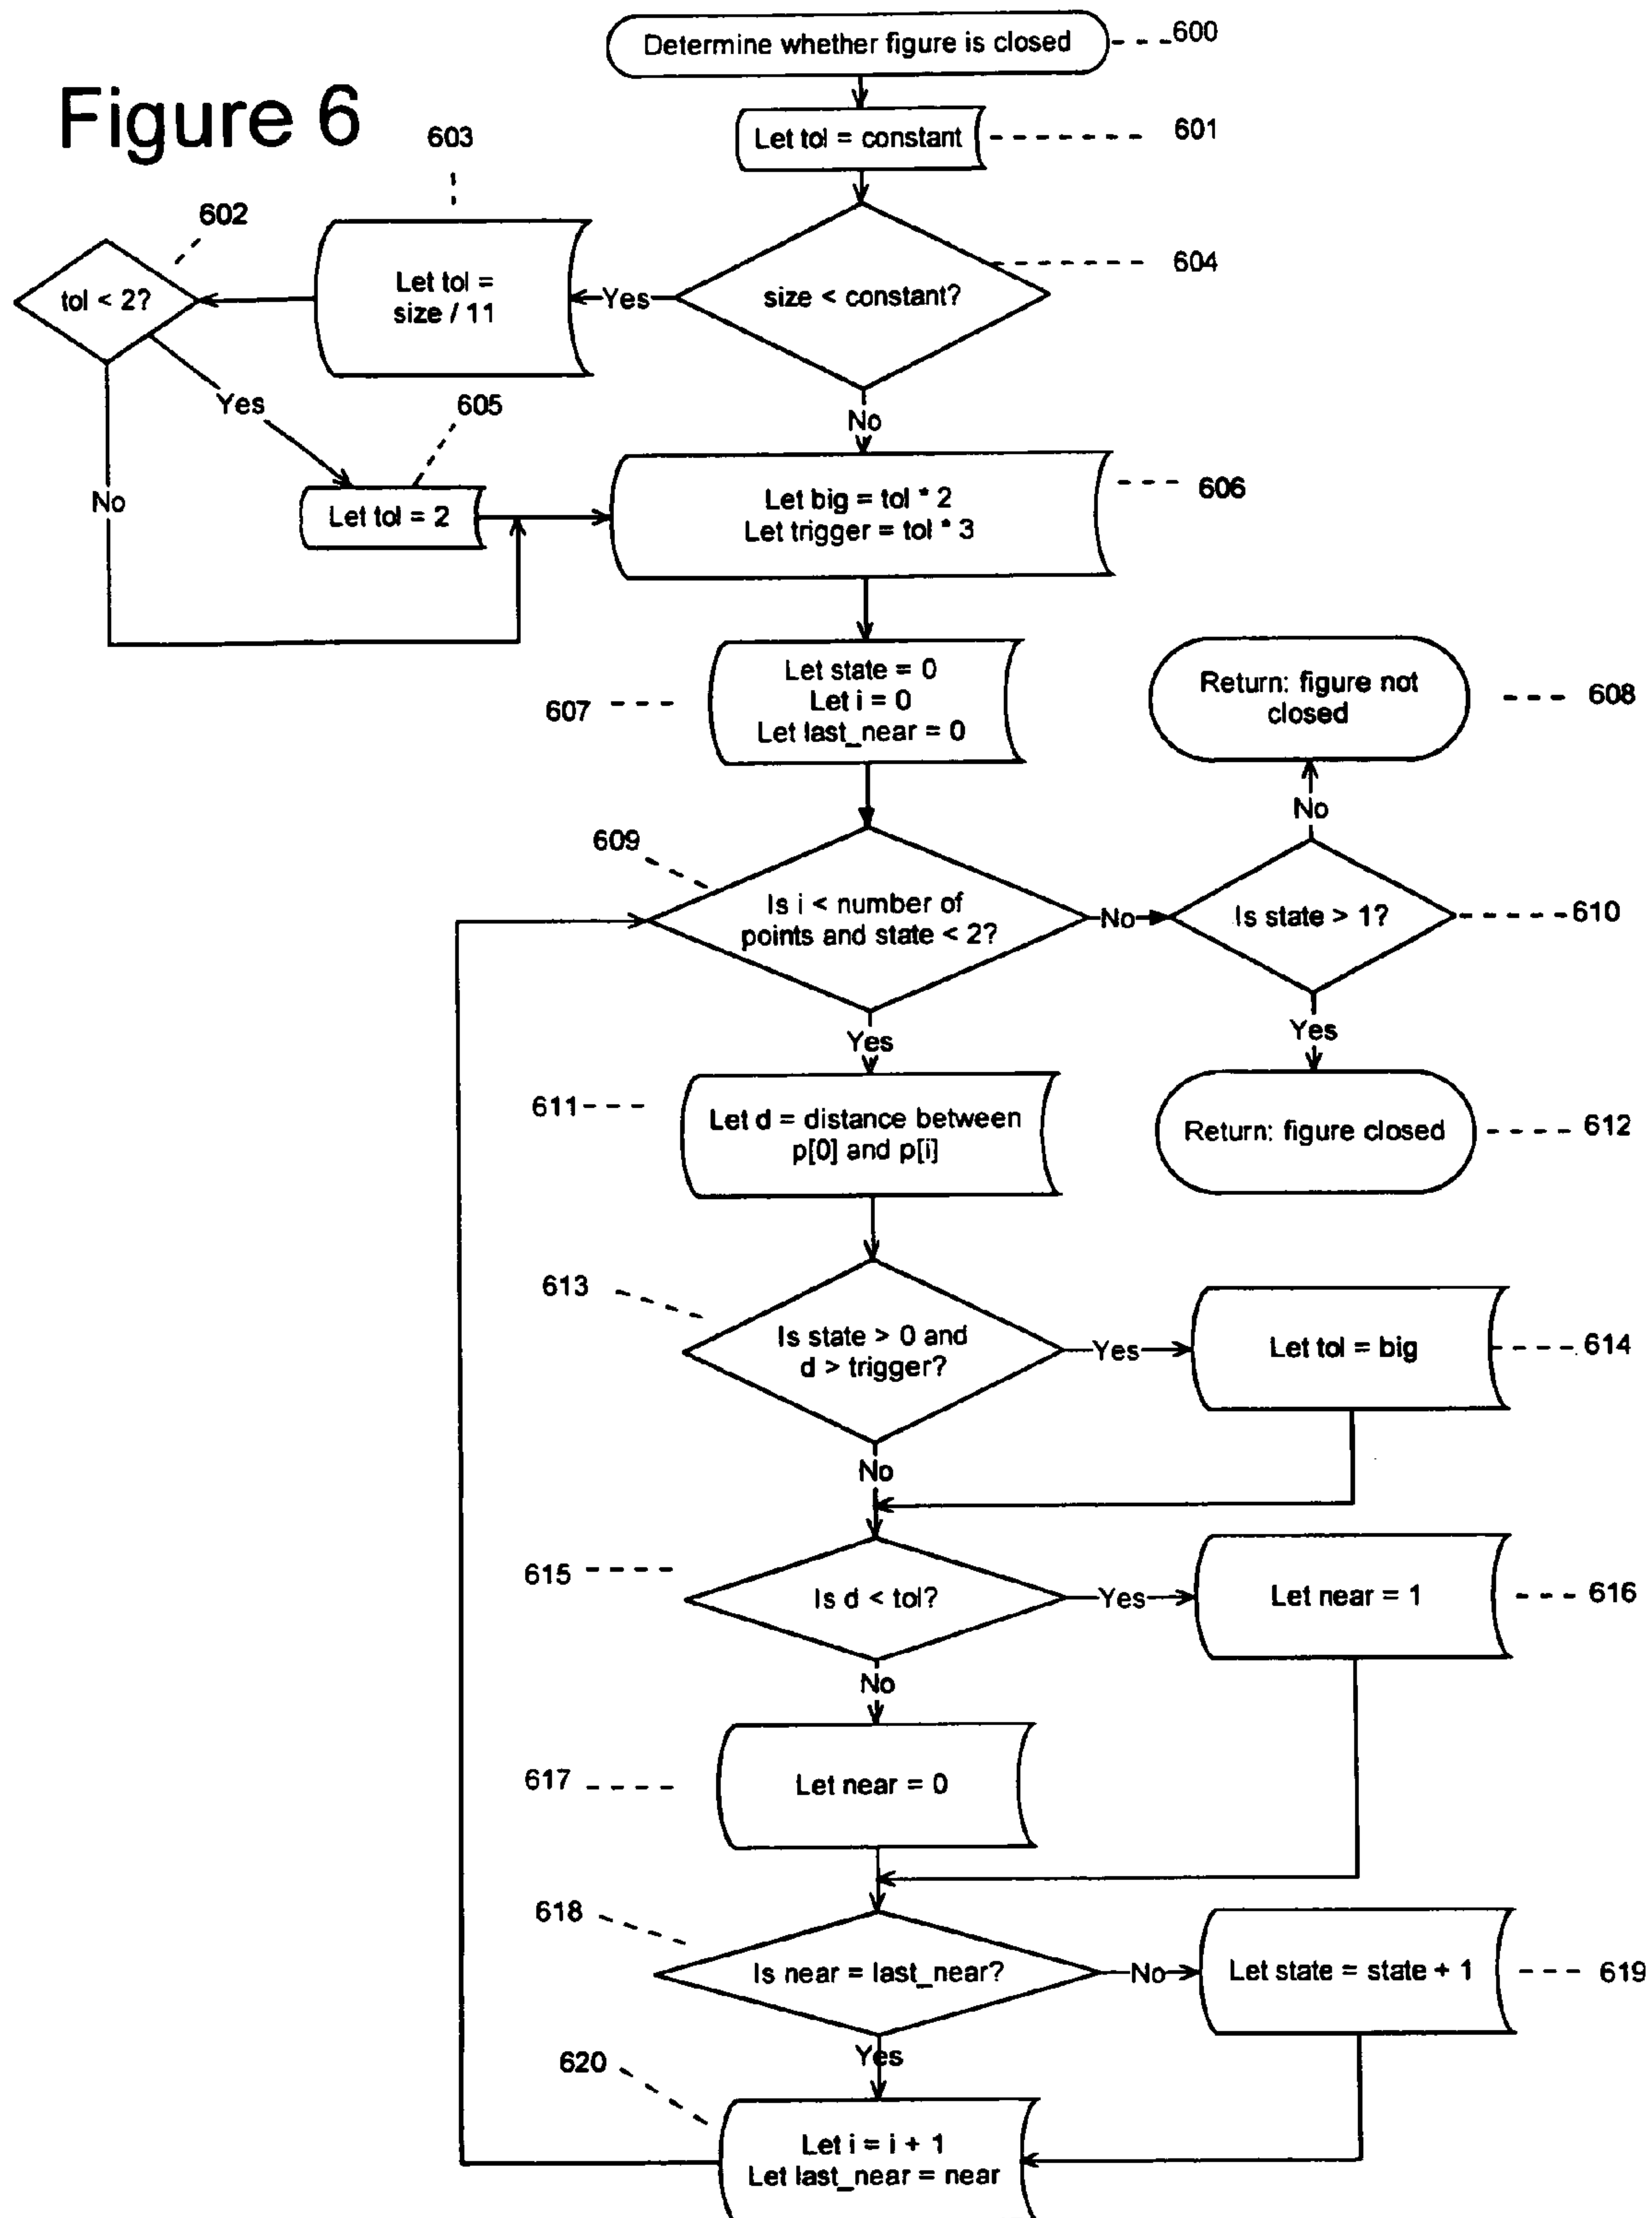 Figure 6
Determine whether figure is closed
600
Let tol = constant
601
603
602
tol < 2?
Let tol =
size / 11
Yes
size < constant?
604
Yes
605
No
No
Let tol = 2
Let big = tol * 2
Let trigger = tol * 3
606
607
Let state = 0
Let i = 0
Let last_near = 0
Return: figure not
closed
608
No
609
Is i < number of
points and state < 2?
No
Is state > 1?
610
Yes
Yes
611
Let d = distance between
p[0] and p[i]
Return: figure closed
612
613
Is state > 0 and
d > trigger?
Yes
Let tol = big
614
No
615
Is d < tol?
Yes
Let near = 1
616
No
617
Let near = 0
618
Is near = last_near?
No
Let state = state + 1
619
Yes
620
Let i = i + 1
Let last_near = near